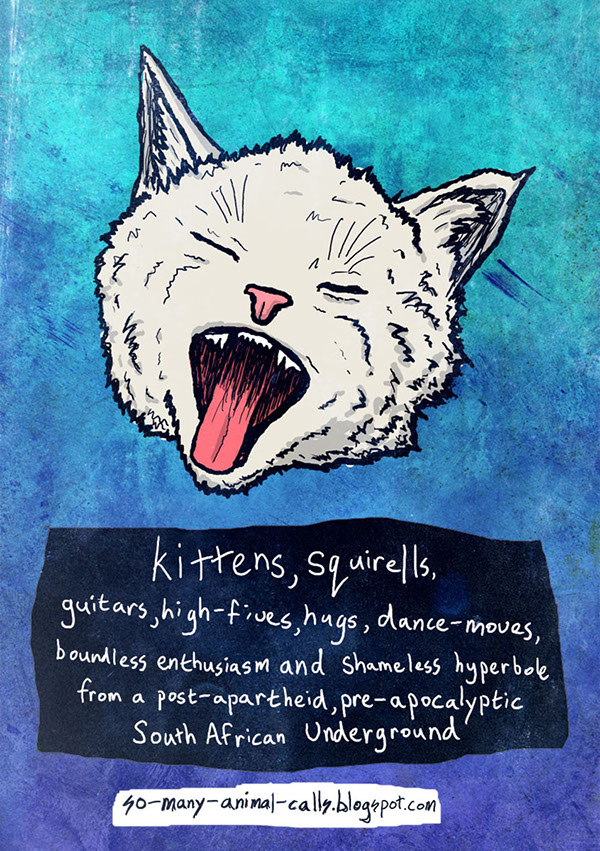 kittens, squirells,
guitars, high-fives, hugs, dance-moves,
boundless enthusiasm and shameless hyperbole
from a post-apartheid, pre-apocalyptic
South African Underground
so-many-animal-calls.blogspot.com